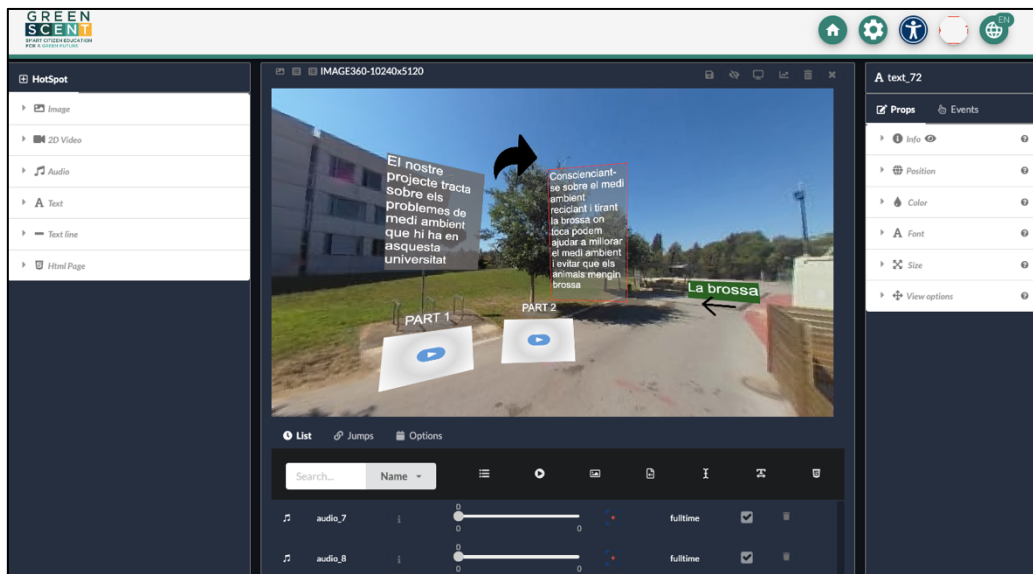 GREEN
SCENT
SMART CITIZEN EDUCATION
FOR A GREEN FUTURE
EN
HotSpot
Image
2D Video
Audio
Text
Text line
Html Page
IMAGE360-10240x5120
El nostre
projecte tracta
sobre els
problemes de
medi ambient
que hi ha en
asquesta
universitat
Conscienciant-
se sobre el medi
ambient
reciclant i tirant
la brossa on
toca podem
ajudar a millorar
el medi ambient
i evitar que els
animals mengin
brossa
La brossa
PART 1
PART 2
List
Jumps
Options
Search...
Name
audio_7
0
0
0
fulltime
audio_8
0
0
0
fulltime
A text_72
Props
Events
Info
Position
Color
Font
Size
View options